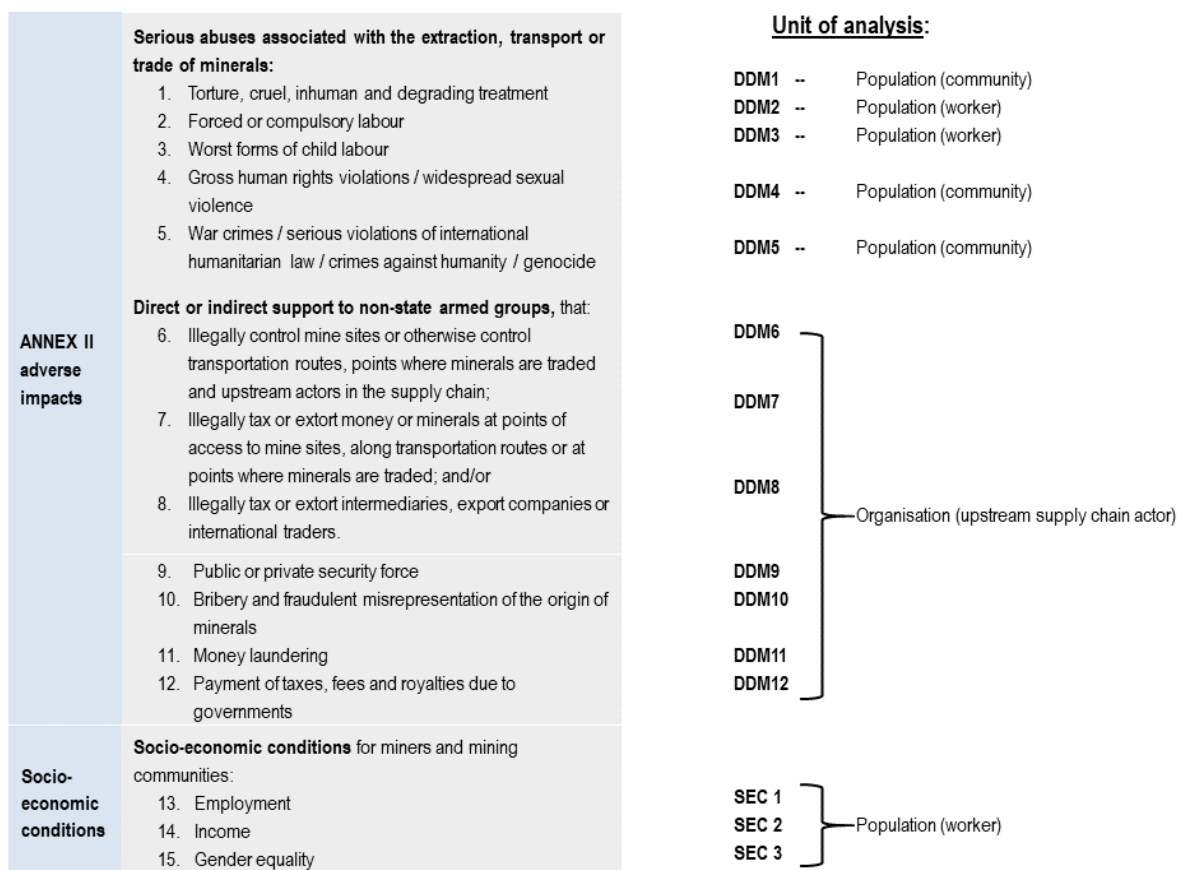 Unit of analysis:
Serious abuses associated with the extraction, transport or
trade of minerals:
1. Torture, cruel, inhuman and degrading treatment
2. Forced or compulsory labour
3. Worst forms of child labour
4. Gross human rights violations / widespread sexual
violence
5. War crimes / serious violations of international
humanitarian law / crimes against humanity / genocide
Direct or indirect support to non-state armed groups, that:
6. Illegally control mine sites or otherwise control
transportation routes, points where minerals are traded
and upstream actors in the supply chain;
7. Illegally tax or extort money or minerals at points of
access to mine sites, along transportation routes or at
points where minerals are traded; and/or
8. Illegally tax or extort intermediaries, export companies or
international traders.
9. Public or private security force
10. Bribery and fraudulent misrepresentation of the origin of
minerals
11. Money laundering
12. Payment of taxes, fees and royalties due to
governments
ANNEX II
adverse
impacts
Socio-economic conditions for miners and mining
communities:
13. Employment
14. Income
15. Gender equality
Socio-
economic
conditions
DDM1 -- Population (community)
DDM2 -- Population (worker)
DDM3 -- Population (worker)
DDM4 -- Population (community)
DDM5 -- Population (community)
DDM6
DDM7
DDM8
Organisation (upstream supply chain actor)
DDM9
DDM10
DDM11
DDM12
SEC 1
SEC 2 Population (worker)
SEC 3